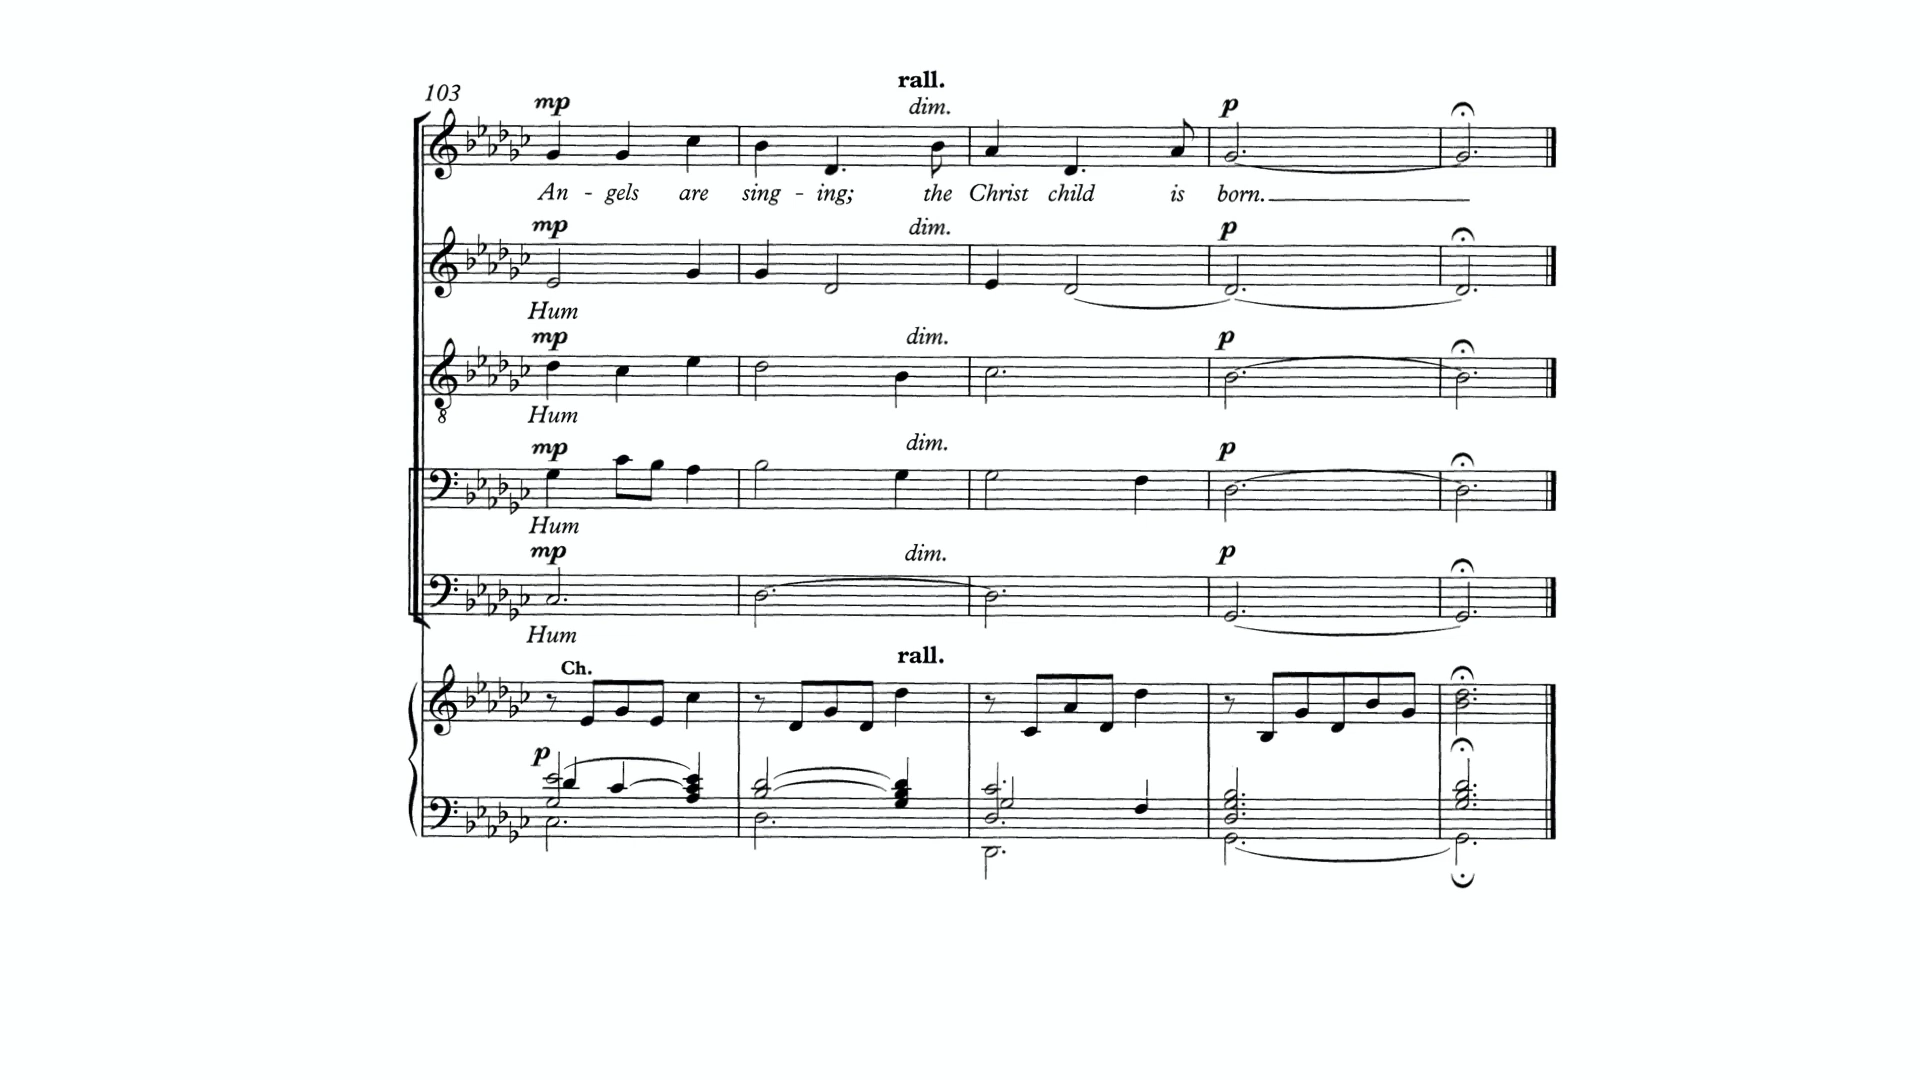 rall.
103
mp dim. p
An - gels are sing - ing; the Christ child is born.
mp dim. p
Hum
mp dim. p
8
Hum
mp dim. p
Hum
mp dim. p
Hum
rall.
Ch.
p